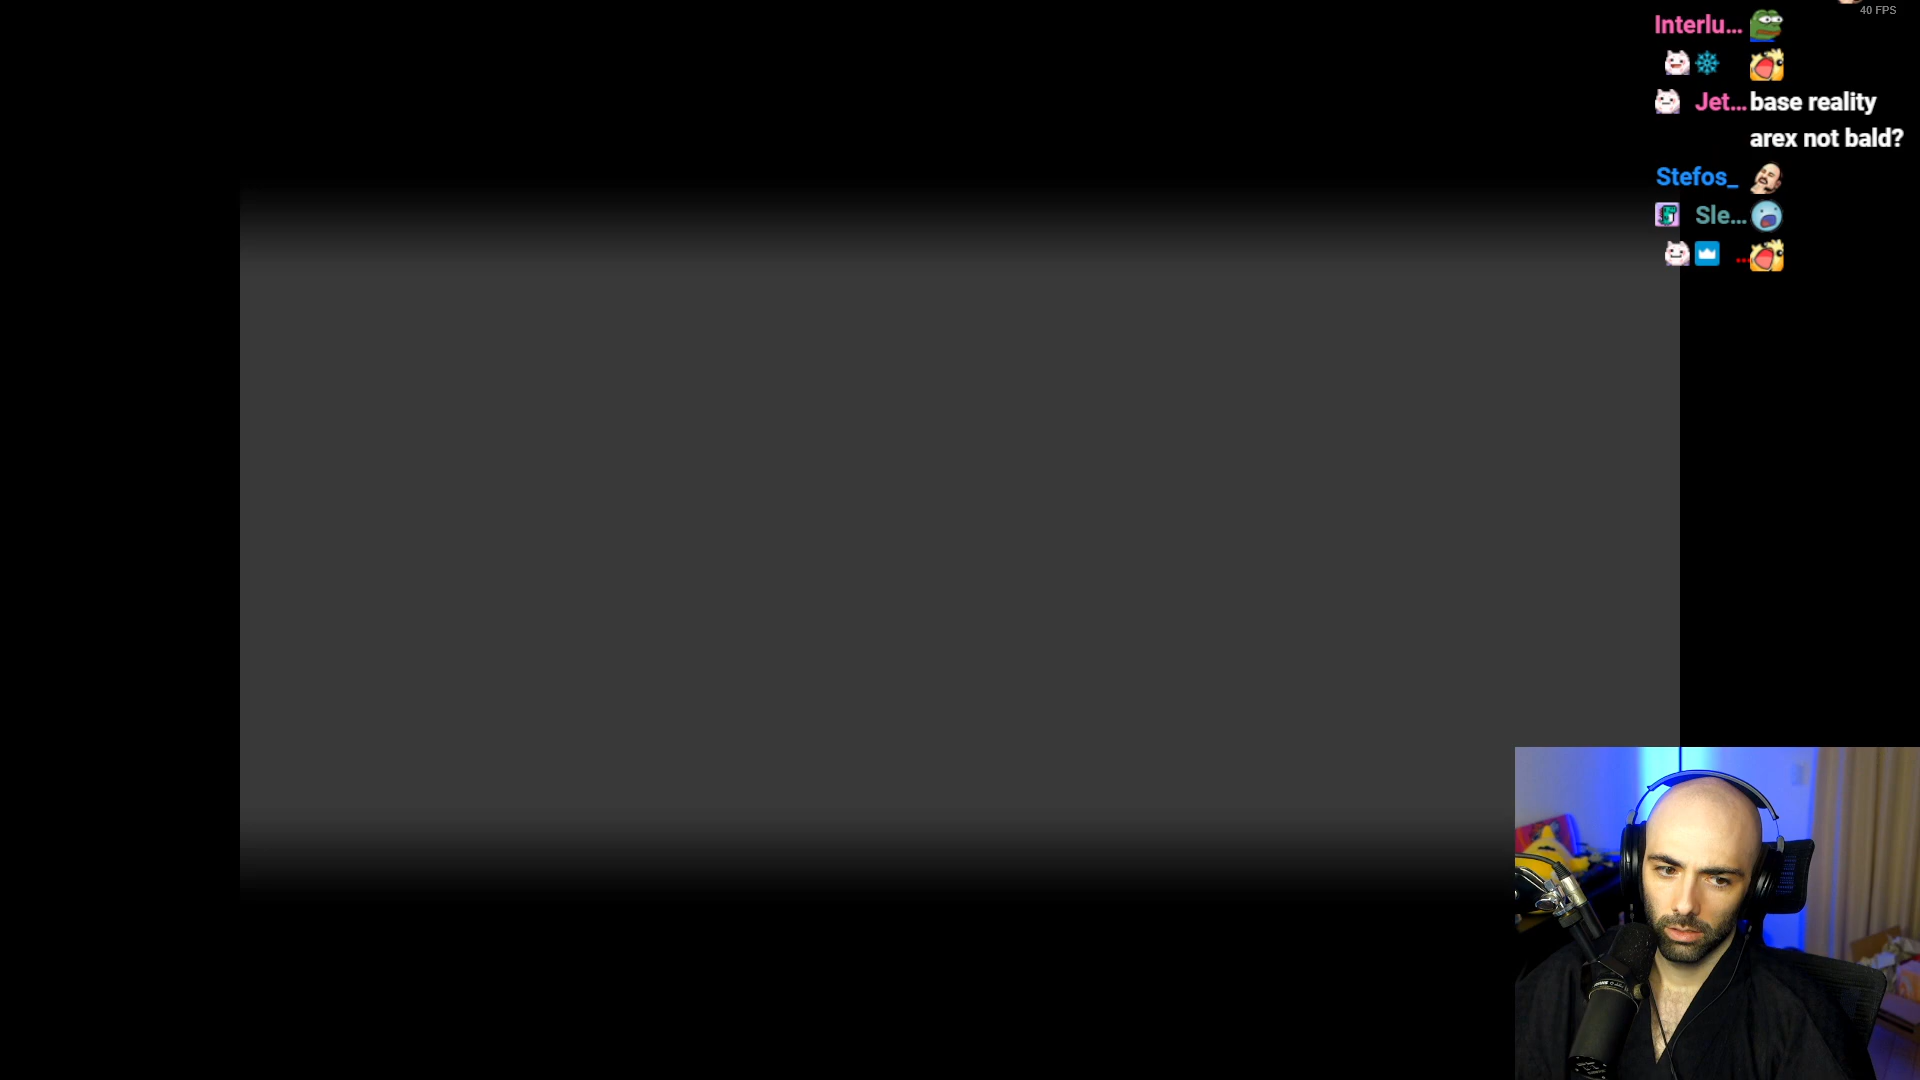 40 FPS
Interlu...
Jet... base reality
arex not bald?
Stefos_
Sle...
...